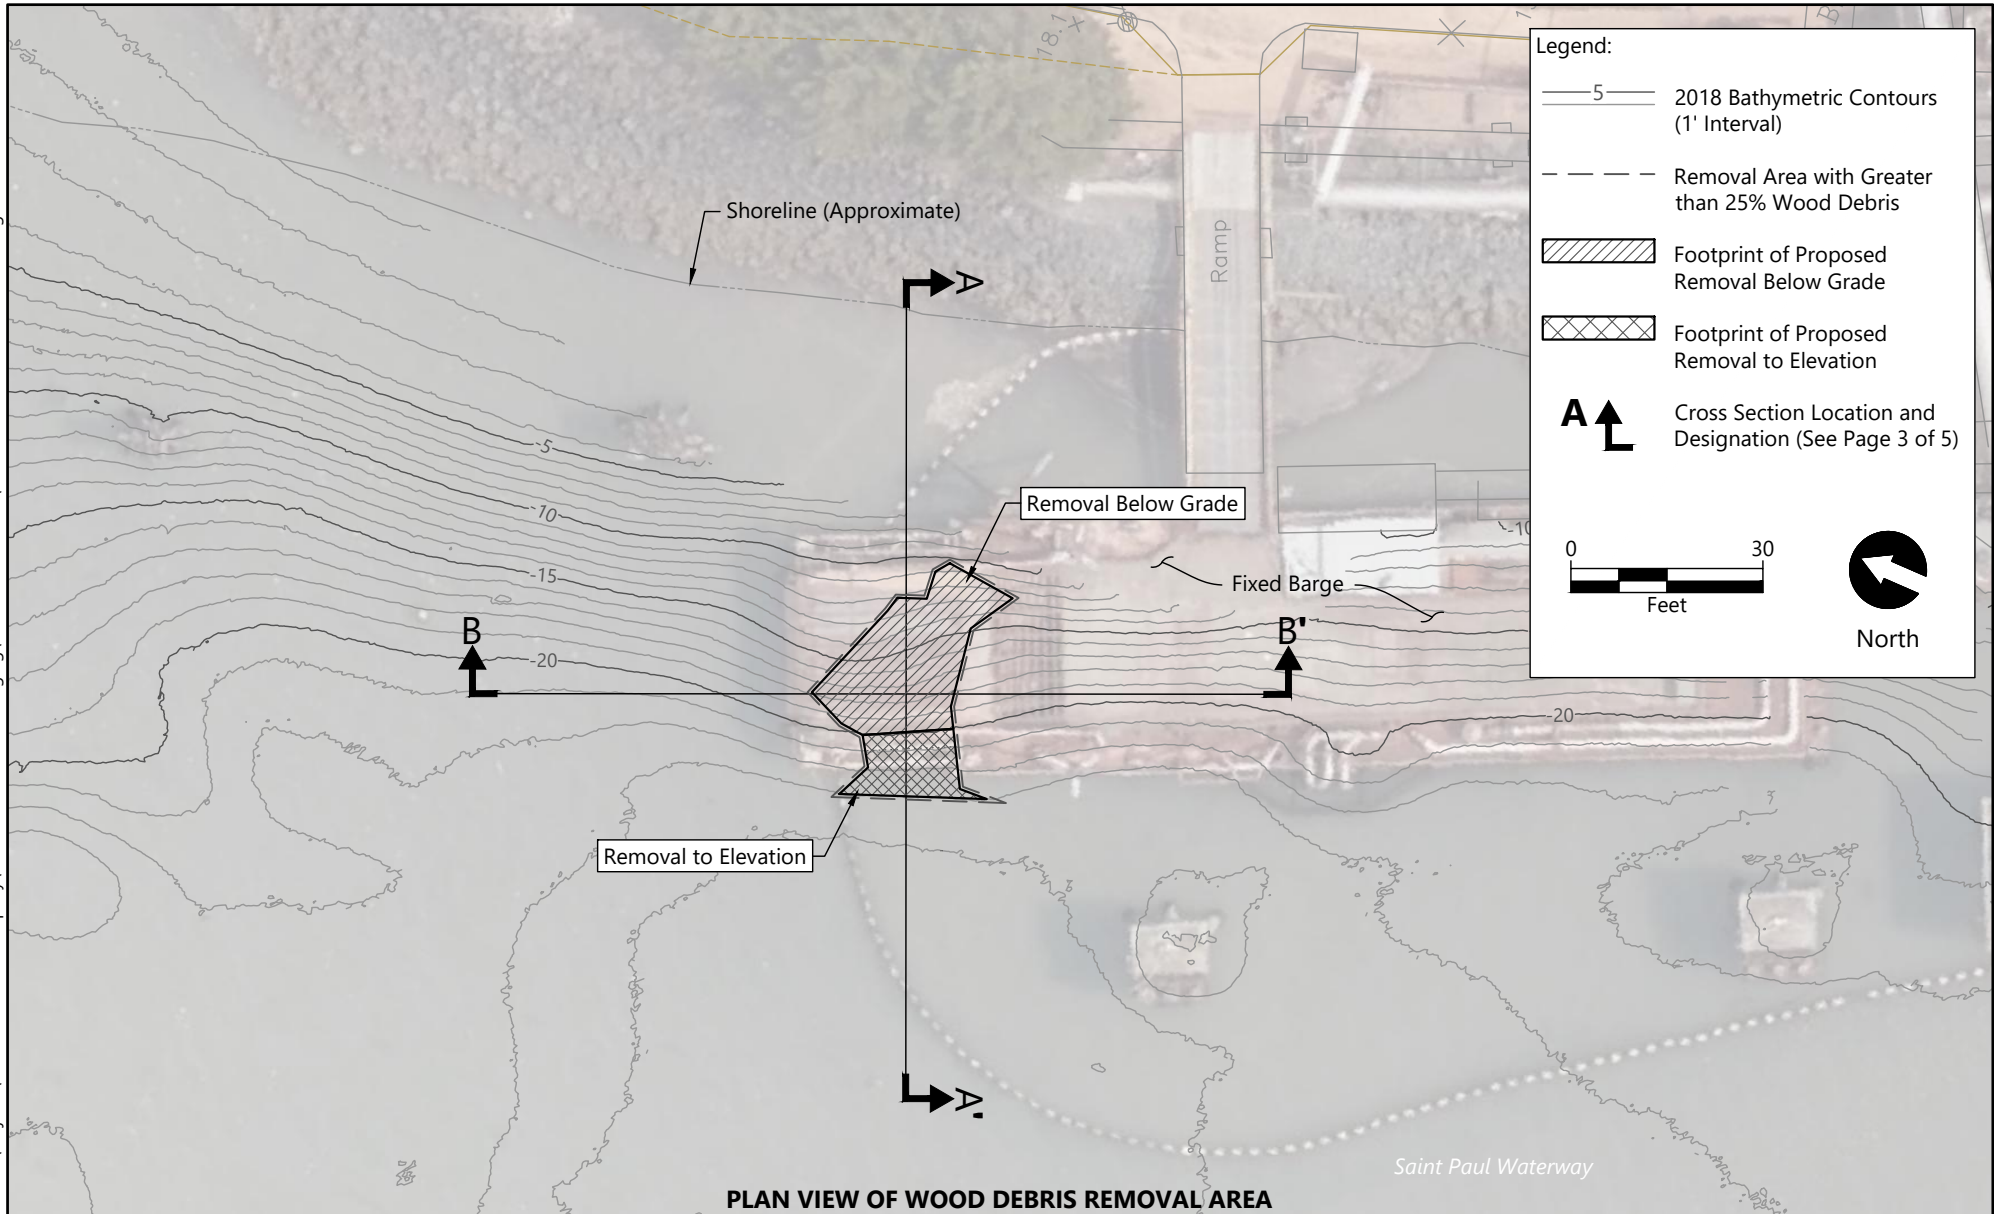 18.1
B
Legend:
5
2018 Bathymetric Contours
(1' Interval)
Removal Area with Greater
than 25% Wood Debris
Footprint of Proposed
Removal Below Grade
Footprint of Proposed
Removal to Elevation
A
Cross Section Location and
Designation (See Page 3 of 5)
0 30
Feet
North
Shoreline (Approximate)
Ramp
A
-5
-10
-10
Removal Below Grade
-15
Fixed Barge
B
B'
-20
-20
Removal to Elevation
A'
Saint Paul Waterway
PLAN VIEW OF WOOD DEBRIS REMOVAL AREA